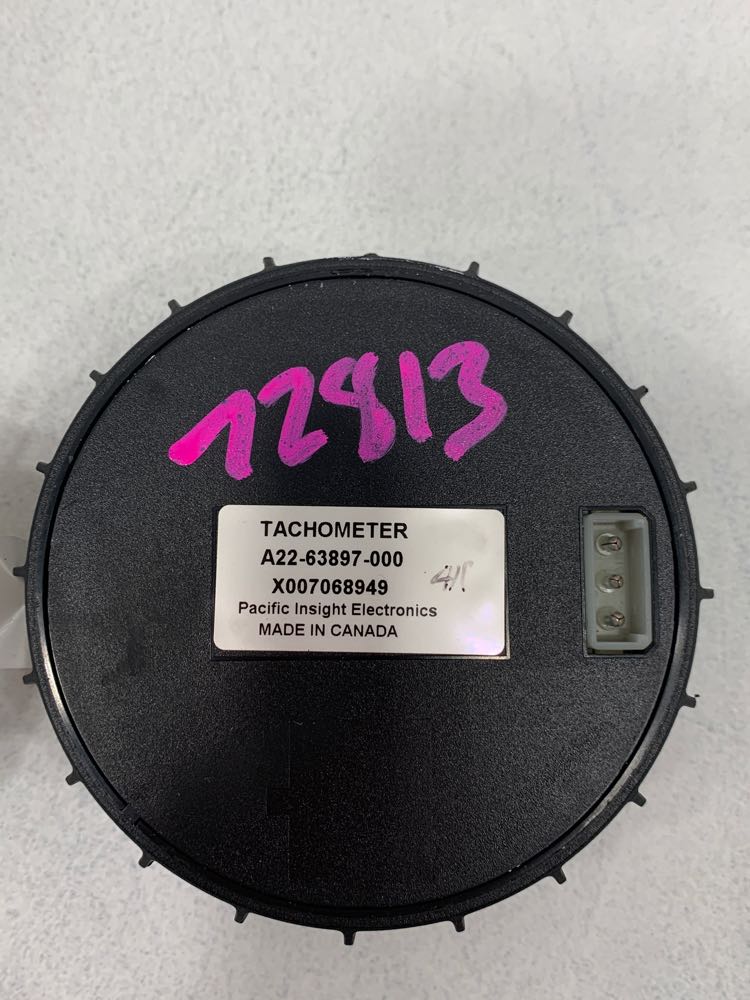 12813
TACHOMETER
A22-63897-000
X007068949
Pacific Insight Electronics
MADE IN CANADA